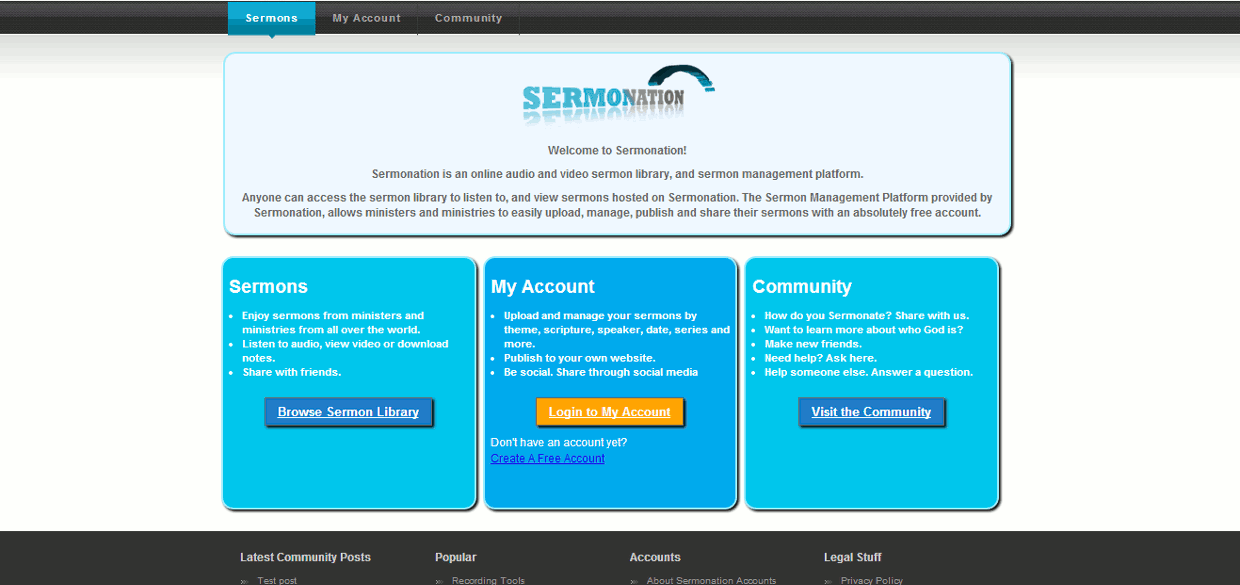 Sermons My Account Community
SERMONATION
Welcome to Sermonation!
Sermonation is an online audio and video sermon library, and sermon management platform.
Anyone can access the sermon library to listen to, and view sermons hosted on Sermonation. The Sermon Management Platform provided by
Sermonation, allows ministers and ministries to easily upload, manage, publish and share their sermons with an absolutely free account.
Sermons
Enjoy sermons from ministers and
ministries from all over the world.
Listen to audio, view video or download
notes.
Share with friends.
Browse Sermon Library
My Account
Upload and manage your sermons by
theme, scripture, speaker, date, series and
more.
Publish to your own website.
Be social. Share through social media
Login to My Account
Don't have an account yet?
Create A Free Account
Community
How do you Sermonate? Share with us.
Want to learn more about who God is?
Make new friends.
Need help? Ask here.
Help someone else. Answer a question.
Visit the Community
Latest Community Posts
Test post
Popular
Recording Tools
Accounts
About Sermonation Accounts
Legal Stuff
Privacy Policy